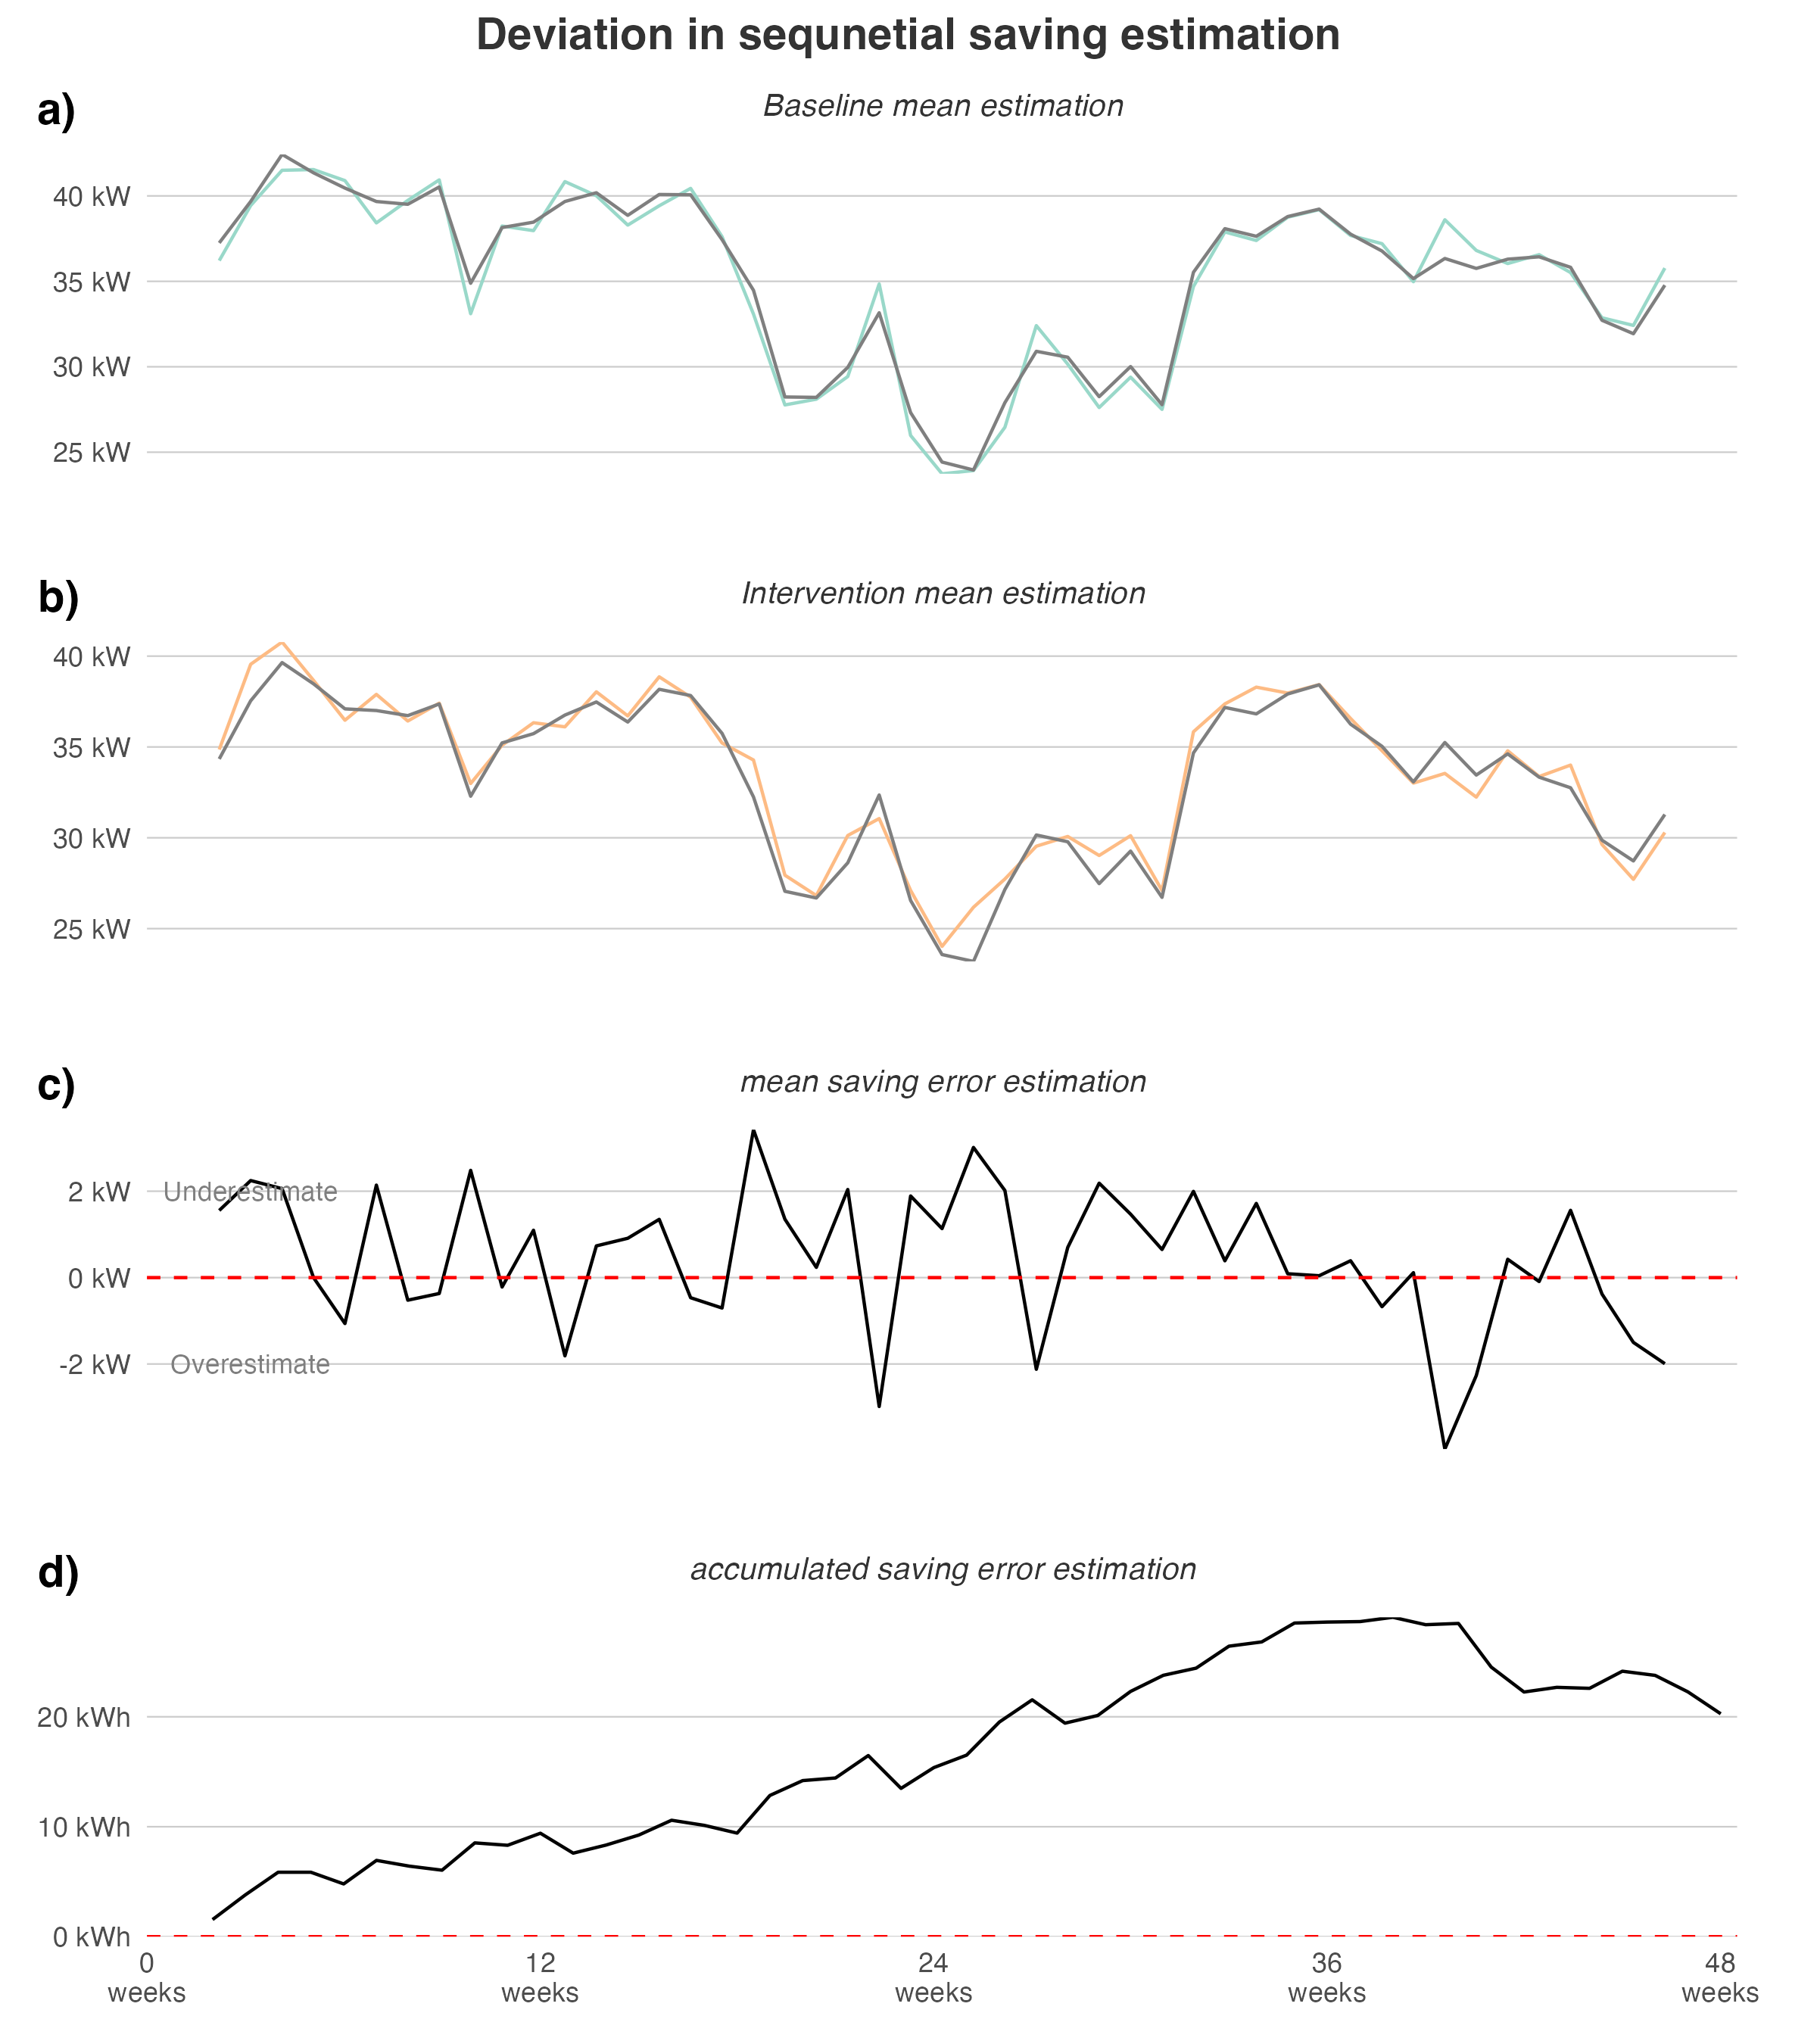 Deviation in sequnetial saving estimation
a)
Baseline mean estimation
40 kW
35 kW
30 kW
25 kW
b)
Intervention mean estimation
40 kW
35 kW
30 kW
25 kW
c)
mean saving error estimation
2 kW
Underestimate
0 kW
-2 kW
Overestimate
d)
accumulated saving error estimation
20 kWh
10 kWh
0 kWh
0 12 24 36 48
weeks weeks weeks weeks weeks